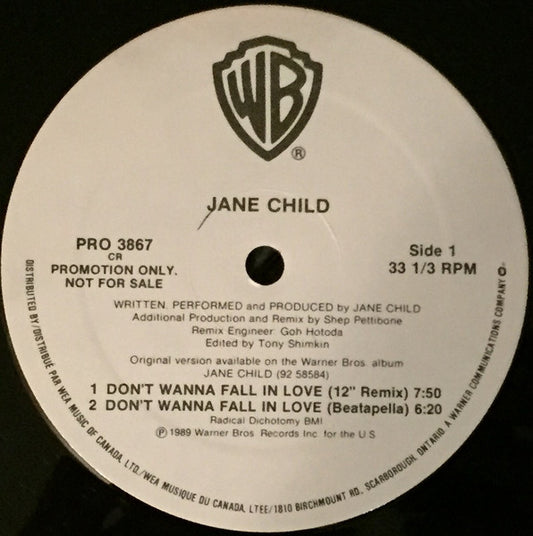 WB
®
JANE CHILD
PRO 3867
CR
PROMOTION ONLY.
NOT FOR SALE
Side 1
33 1/3 RPM
WRITTEN, PERFORMED and PRODUCED by JANE CHILD
Additional Production and Remix by Shep Pettibone
Remix Engineer: Goh Hotoda
Edited by Tony Shimkin
Original version available on the Warner Bros. album
JANE CHILD (92 58584)
1 DON'T WANNA FALL IN LOVE (12" Remix) 7:50
2 DON'T WANNA FALL IN LOVE (Beatapella) 6:20
Radical Dichotomy BMI
℗ 1989 Warner Bros. Records Inc. for the U.S.
DISTRIBUTED BY/DISTRIBUÉ PAR WEA MUSIC OF CANADA, LTD./WEA MUSIQUE DU CANADA, LTEE/1810 BIRCHMOUNT RD., SCARBOROUGH, ONTARIO, A WARNER COMMUNICATIONS COMPANY